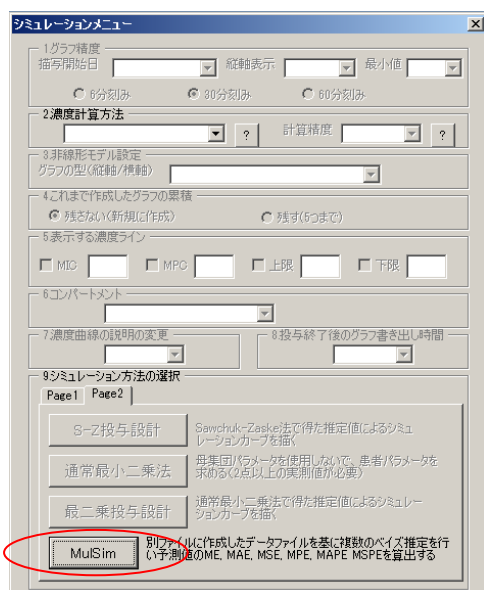 シミュレーションメニュー
1グラフ精度
描写開始日 縦軸表示 最小値
6分刻み 30分刻み 60分刻み
2濃度計算方法
? 計算精度 ?
3非線形モデル設定
グラフの型(縦軸/横軸)
4これまで作成したグラフの累積
残さない(新規に作成) 残す(5つまで)
5表示する濃度ライン
MIC MPC 上限 下限
6コンパートメント
7濃度曲線の説明の変更 8投与終了後のグラフ書き出し時間
9シミュレーション方法の選択
Page1 Page2
S-Z投与設計 Sawchuk-Zaske法で得た推定値によるシミュ
レーションカーブを描く
通常最小二乗法 母集団パラメータを使用しないで、患者パラメータを
求める(2点以上の実測値が必要)
最二乗投与設計 通常最小二乗法で得た推定値によるシミュレー
ションカーブを描く
MulSim 別ファイルに作成したデータファイルを基に複数のベイズ推定を行
い予測値のME, MAE, MSE, MPE, MAPE MSPEを算出する